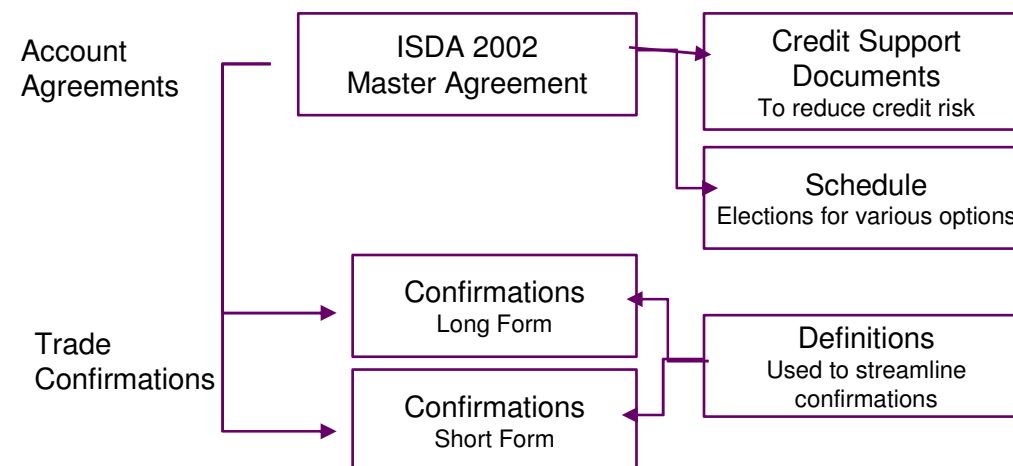 Account
Agreements
ISDA 2002
Master Agreement
Credit Support
Documents
To reduce credit risk
Schedule
Elections for various options
Confirmations
Long Form
Trade
Confirmations
Definitions
Used to streamline
confirmations
Confirmations
Short Form